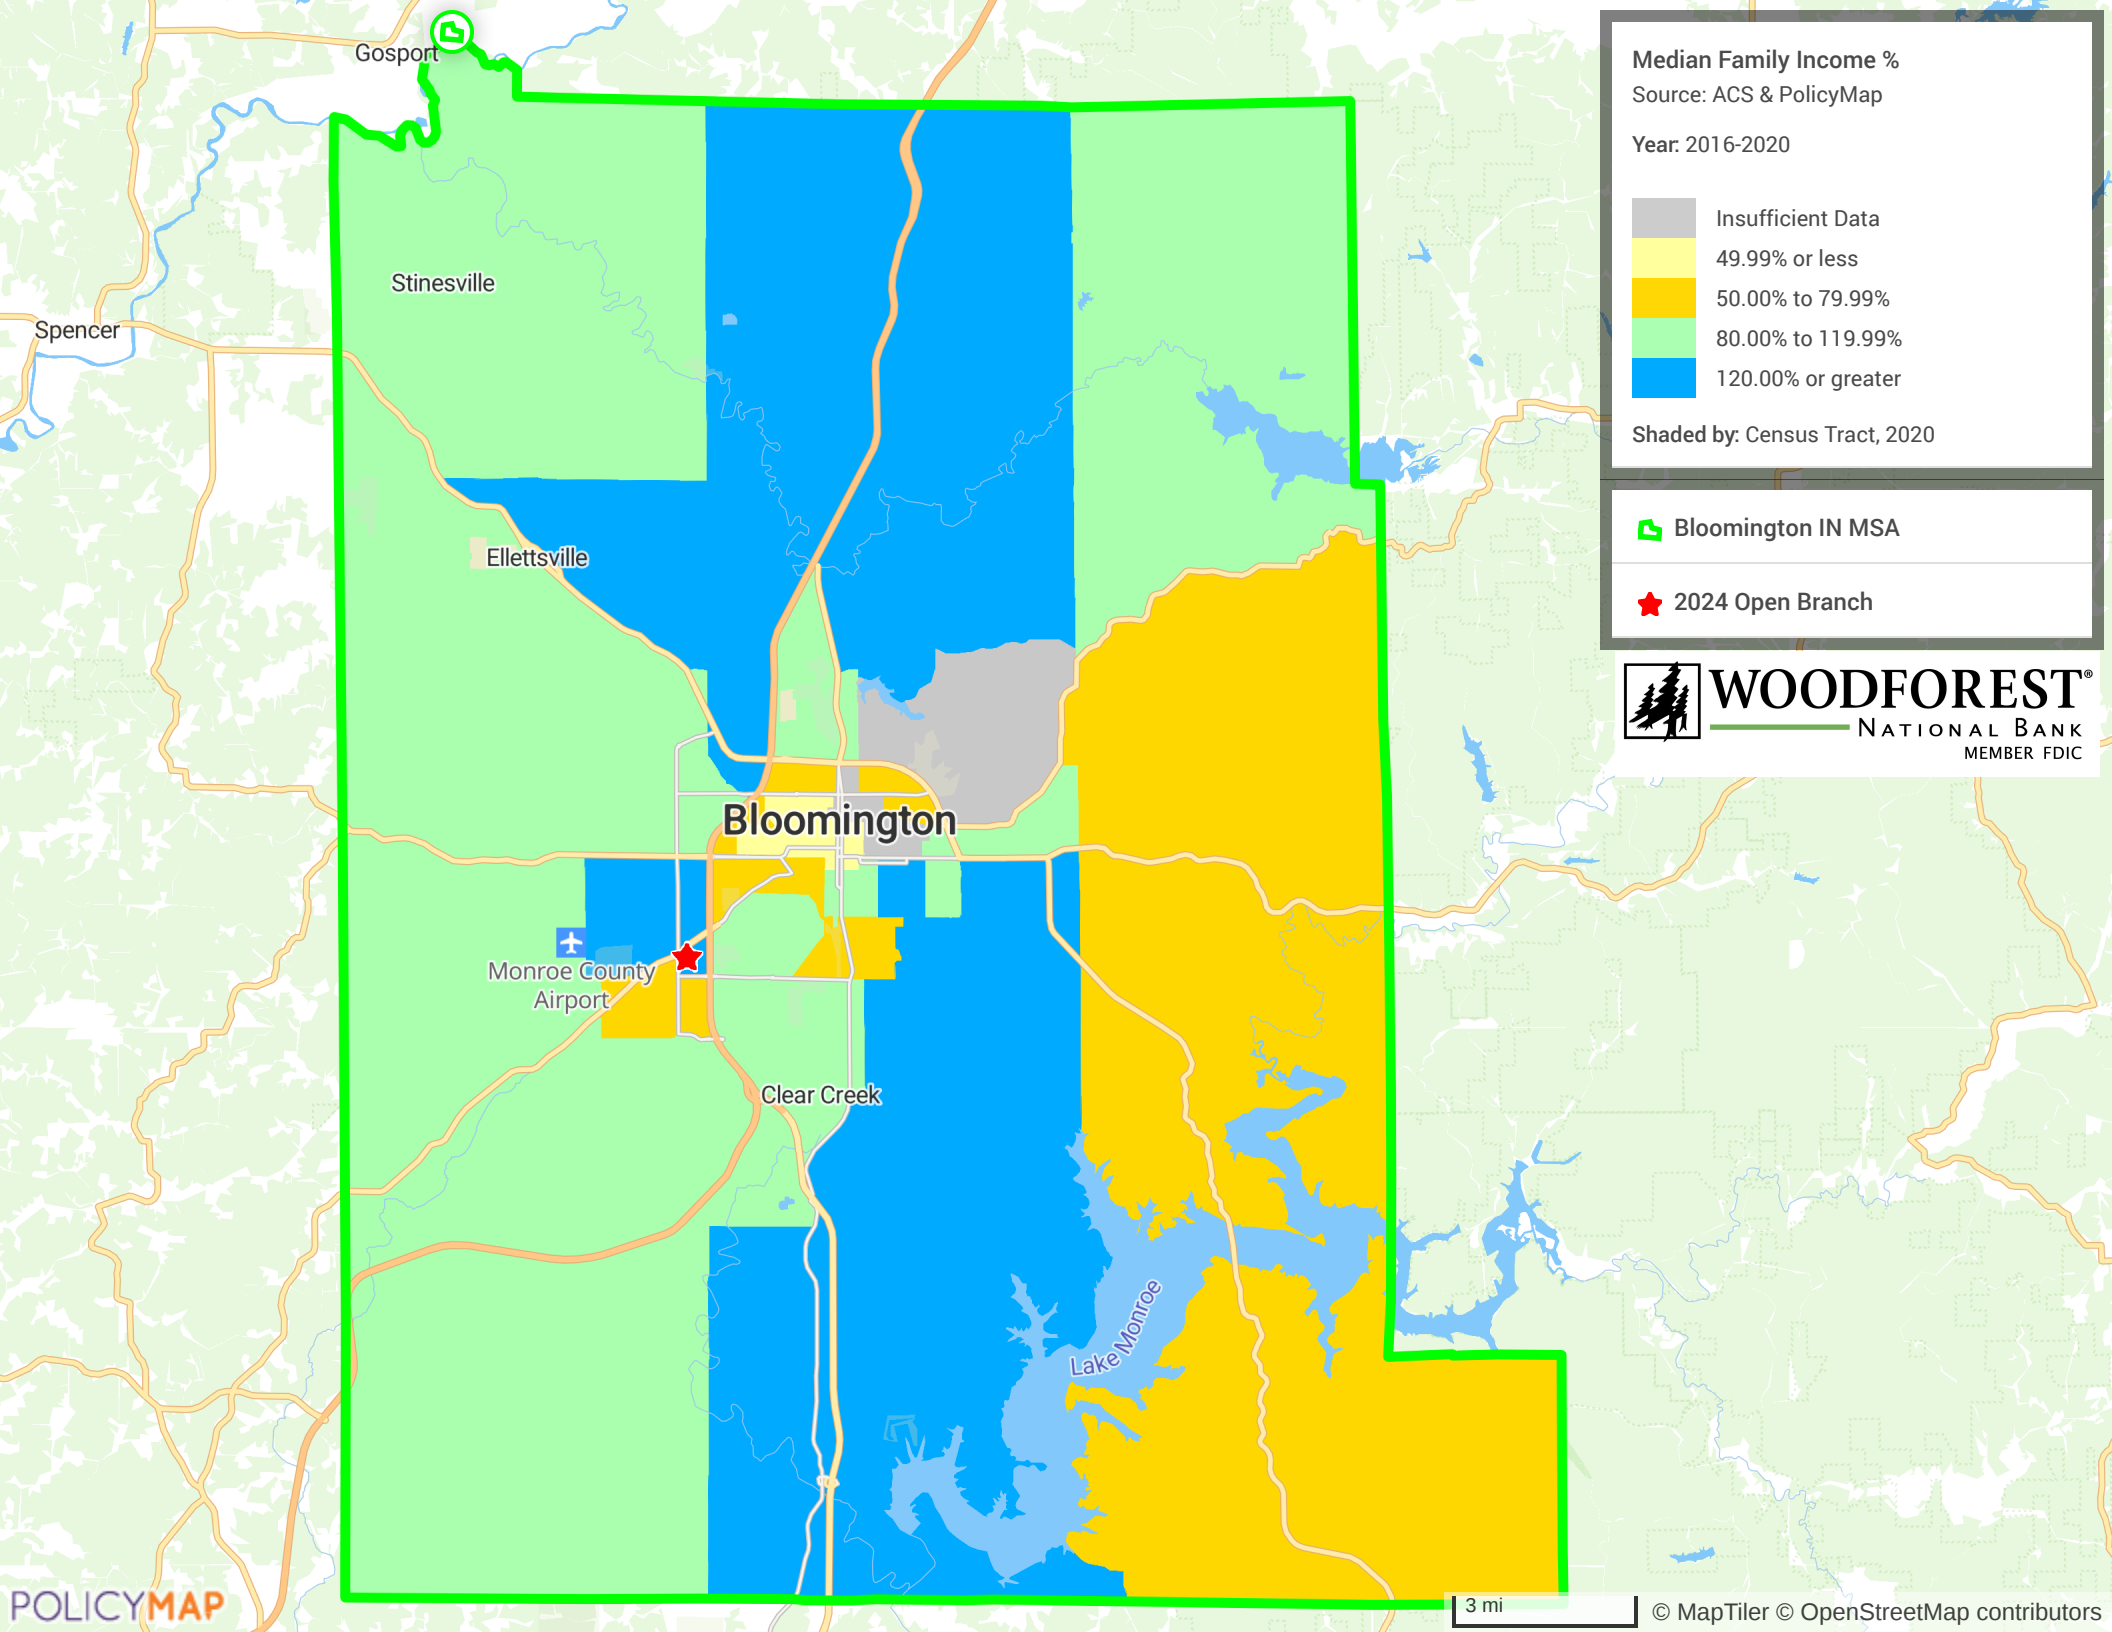 Gosport
Stinesville
Spencer
Ellettsville
Bloomington
Monroe County
Airport
Clear Creek
Lake Monroe
Median Family Income %
Source: ACS & PolicyMap
Year: 2016-2020
Insufficient Data
49.99% or less
50.00% to 79.99%
80.00% to 119.99%
120.00% or greater
Shaded by: Census Tract, 2020
Bloomington IN MSA
2024 Open Branch
WOODFOREST®
NATIONAL BANK
MEMBER FDIC
POLICYMAP
3 mi
© MapTiler © OpenStreetMap contributors